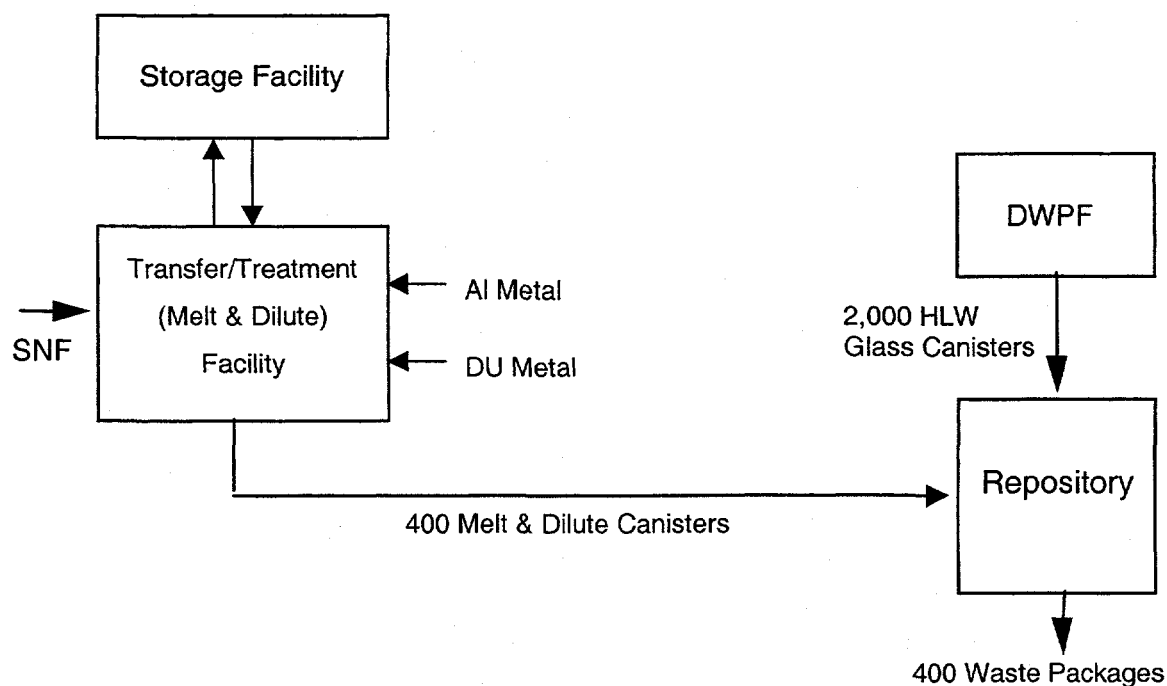 Storage Facility
Transfer/Treatment
(Melt & Dilute)
Facility
SNF
Al Metal
DU Metal
DWPF
2,000 HLW
Glass Canisters
Repository
400 Melt & Dilute Canisters
400 Waste Packages